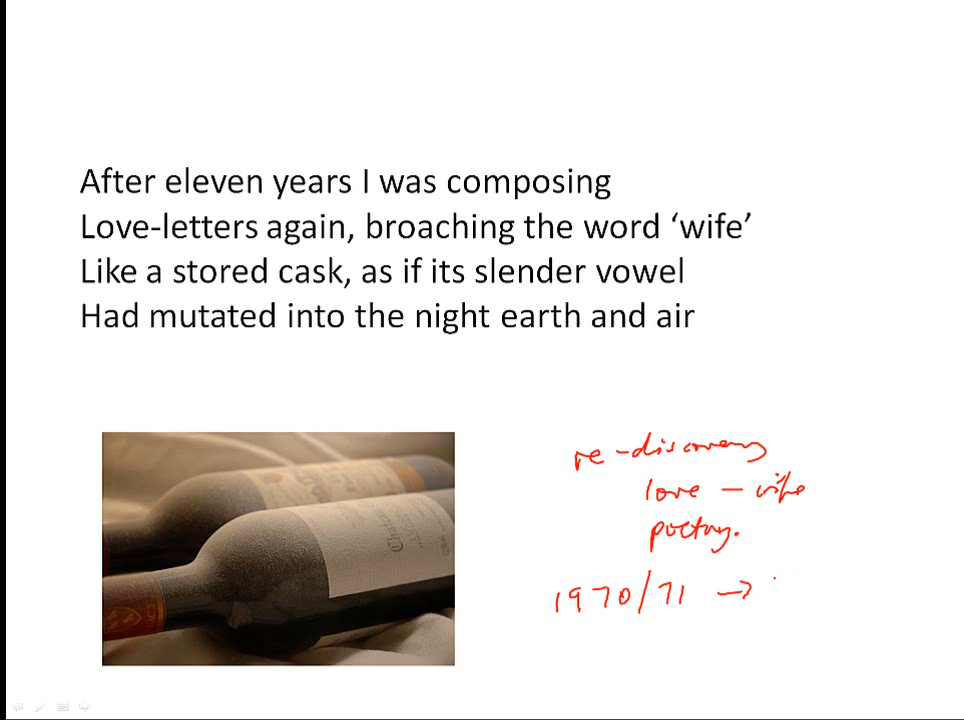 After eleven years I was composing
Love-letters again, broaching the word ‘wife’
Like a stored cask, as if its slender vowel
Had mutated into the night earth and air
re-discovery
love – wife
poetry.
1970/71 →